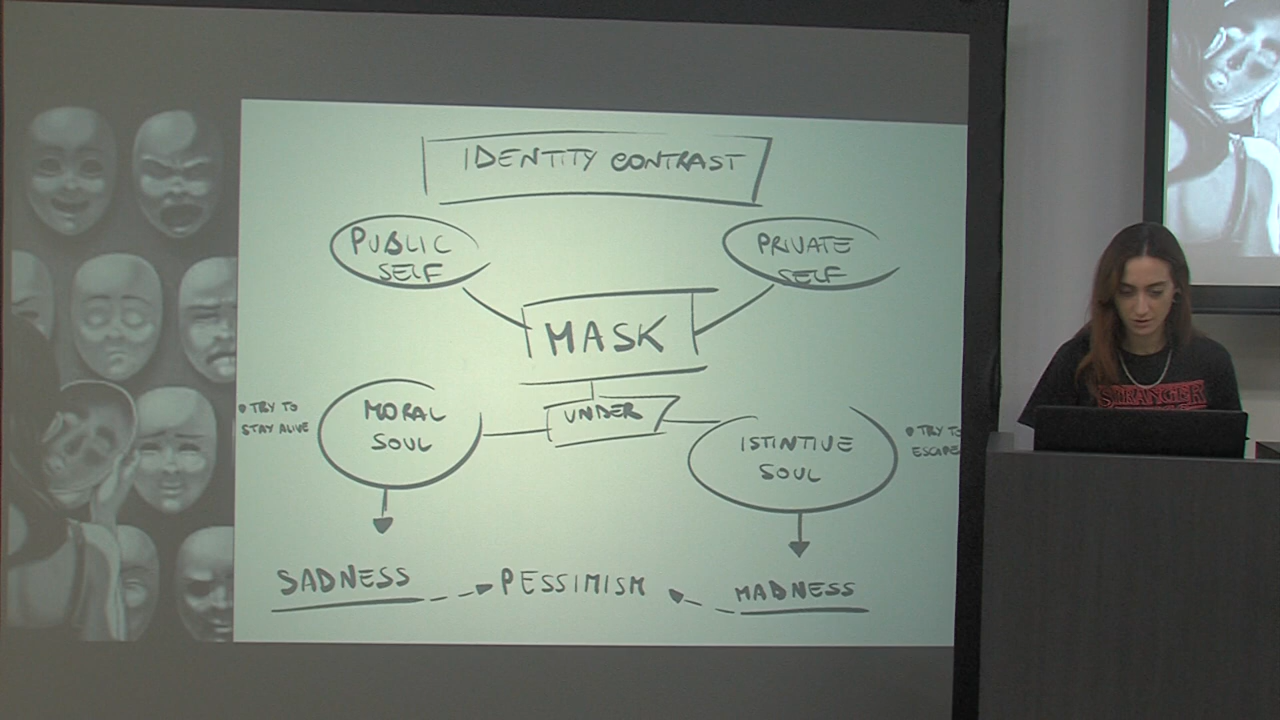 IDENTITY CONTRAST
PUBLIC
SELF
PRIVATE
SELF
MASK
UNDER
TRY TO
STAY ALIVE
MORAL
SOUL
ISTINTIVE
SOUL
TRY TO
ESCAPE
SADNESS
PESSIMISM
MADNESS
STRANGER